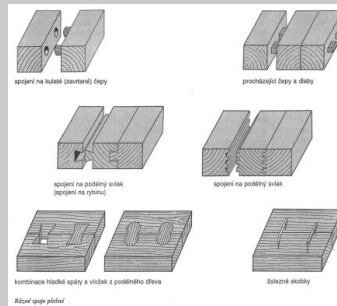 spojení na kulaté (zavrtané) čepy
procházející čepy a dlaby
spojení na podélný svlak
(spojení na rybinu)
spojení na podélný svlak
kombinace hladké spáry a vložek z podélného dřeva
železné skobky
Různé spoje plošné